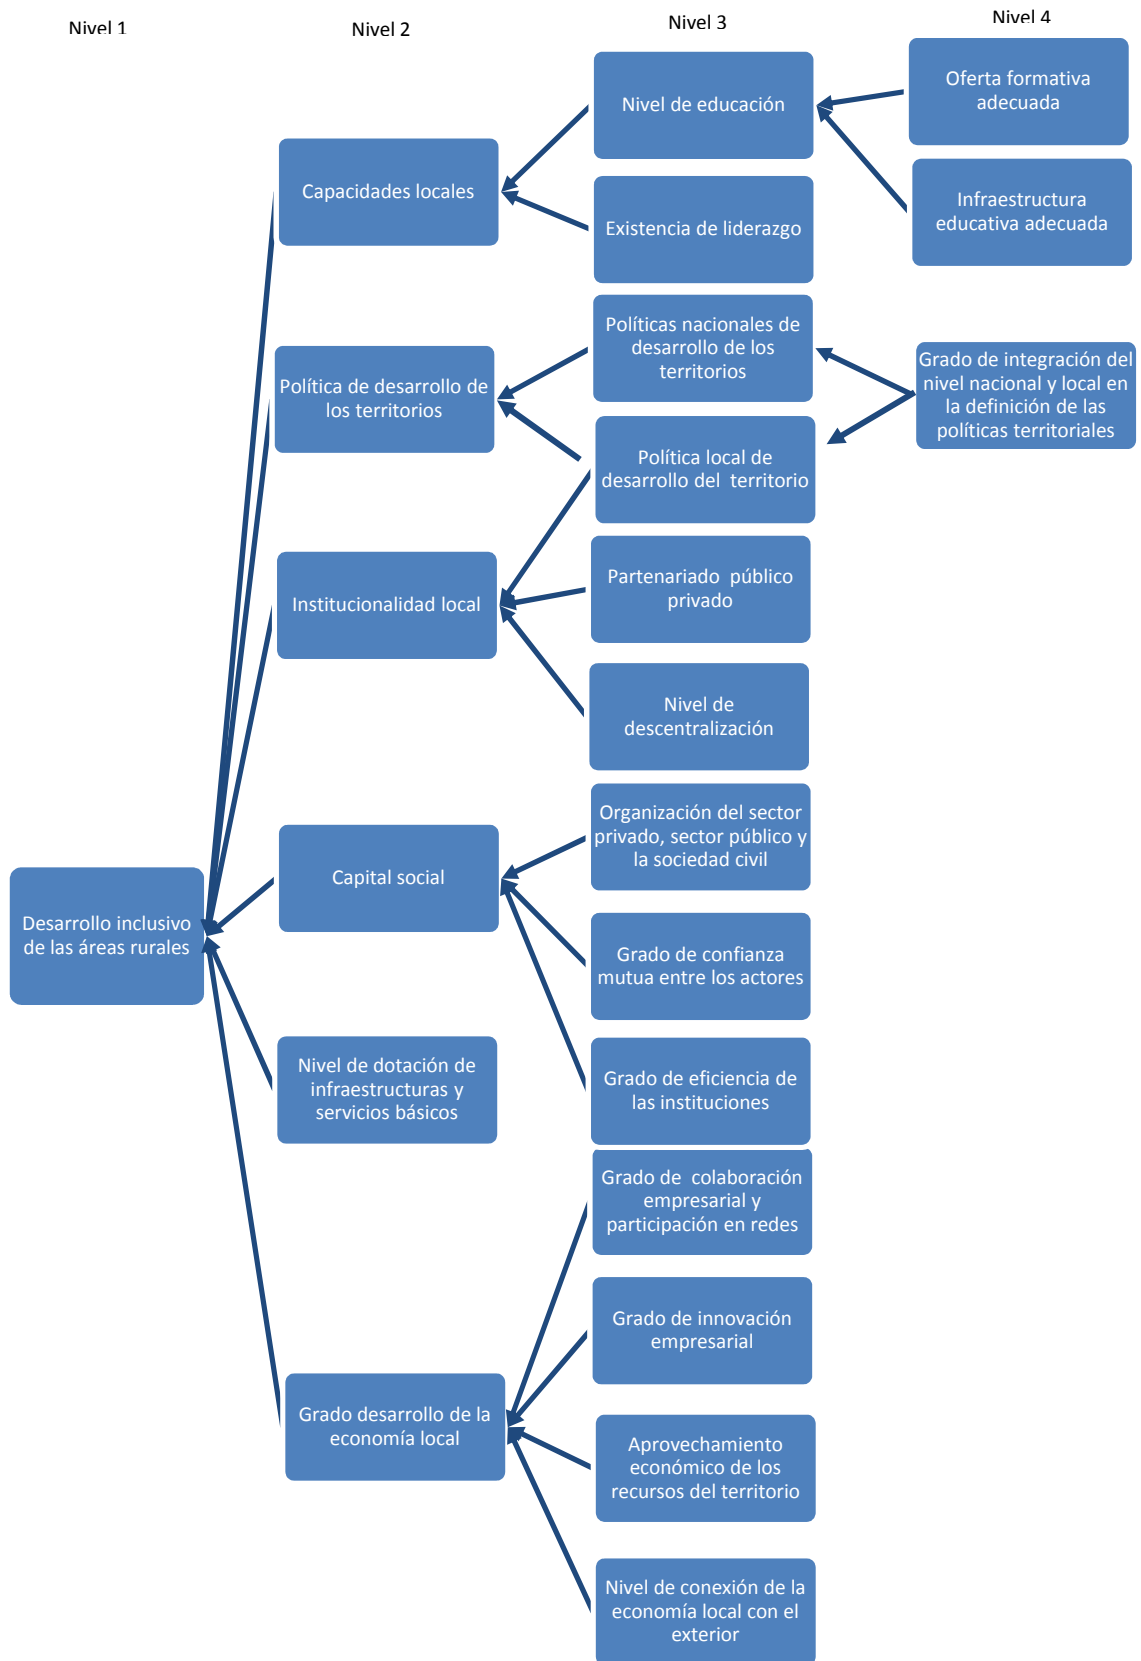 Nivel 1
Nivel 2
Nivel 3
Nivel 4
Desarrollo inclusivo
de las áreas rurales
Capacidades locales
Política de desarrollo de
los territorios
Institucionalidad local
Capital social
Nivel de dotación de
infraestructuras y
servicios básicos
Grado desarrollo de la
economía local
Nivel de educación
Existencia de liderazgo
Políticas nacionales de
desarrollo de los
territorios
Política local de
desarrollo del territorio
Partenariado público
privado
Nivel de
descentralización
Organización del sector
privado, sector público y
la sociedad civil
Grado de confianza
mutua entre los actores
Grado de eficiencia de
las instituciones
Grado de colaboración
empresarial y
participación en redes
Grado de innovación
empresarial
Aprovechamiento
económico de los
recursos del territorio
Nivel de conexión de la
economía local con el
exterior
Oferta formativa
adecuada
Infraestructura
educativa adecuada
Grado de integración del
nivel nacional y local en
la definición de las
políticas territoriales